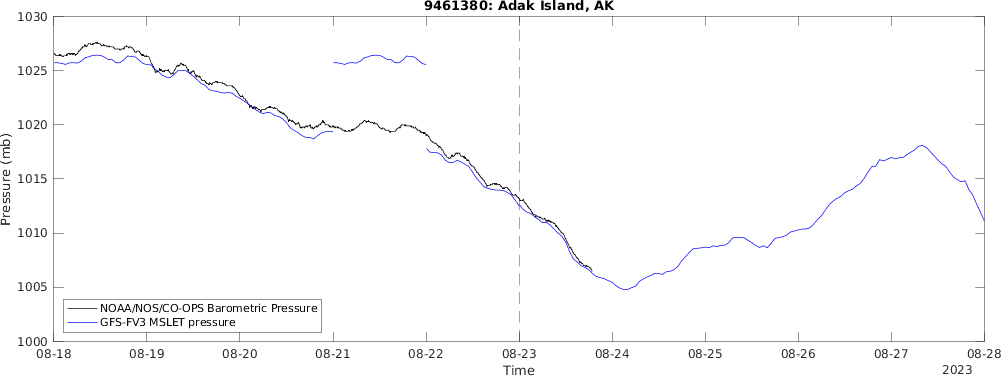 9461380: Adak Island, AK
Pressure (mb)
1030
1025
1020
1015
1010
1005
1000
NOAA/NOS/CO-OPS Barometric Pressure
GFS-FV3 MSLET pressure
08-18 08-19 08-20 08-21 08-22 08-23 08-24 08-25 08-26 08-27 08-28
Time
2023